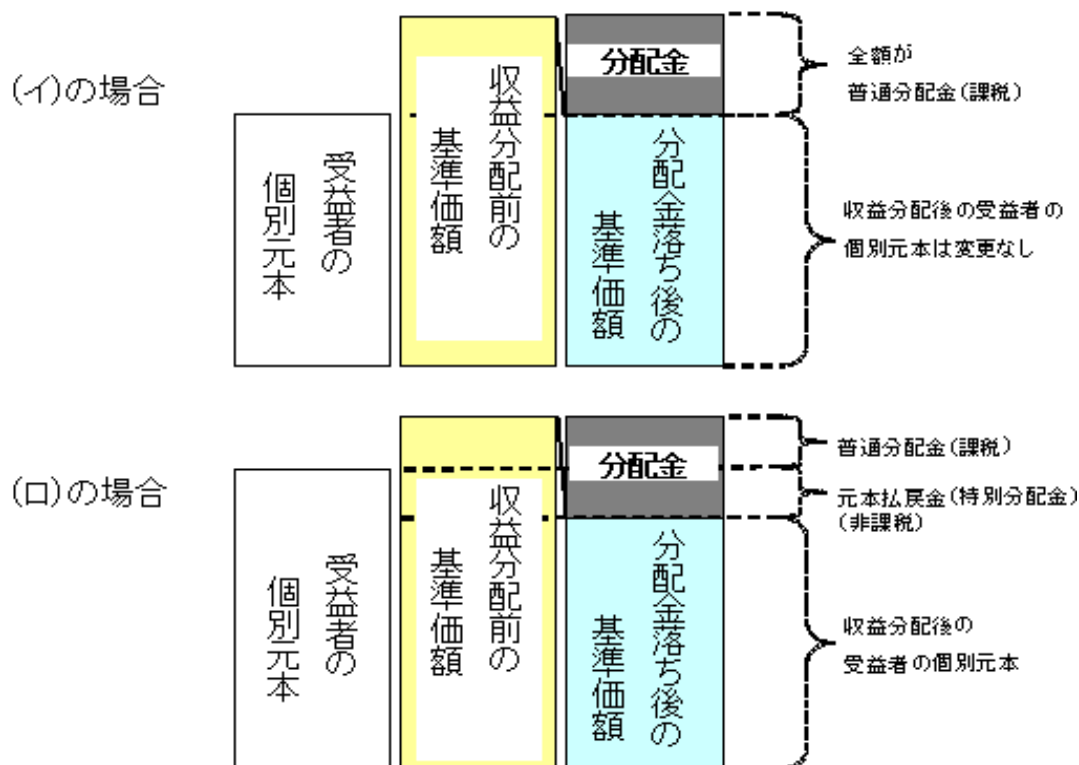 (イ)の場合
受益者の
個別元本
収益分配前の
基準価額
分配金
分配金落ち後の
基準価額
全額が
普通分配金(課税)
収益分配後の受益者の
個別元本は変更なし
(ロ)の場合
受益者の
個別元本
収益分配前の
基準価額
分配金
分配金落ち後の
基準価額
普通分配金(課税)
元本払戻金(特別分配金)
(非課税)
収益分配後の
受益者の個別元本